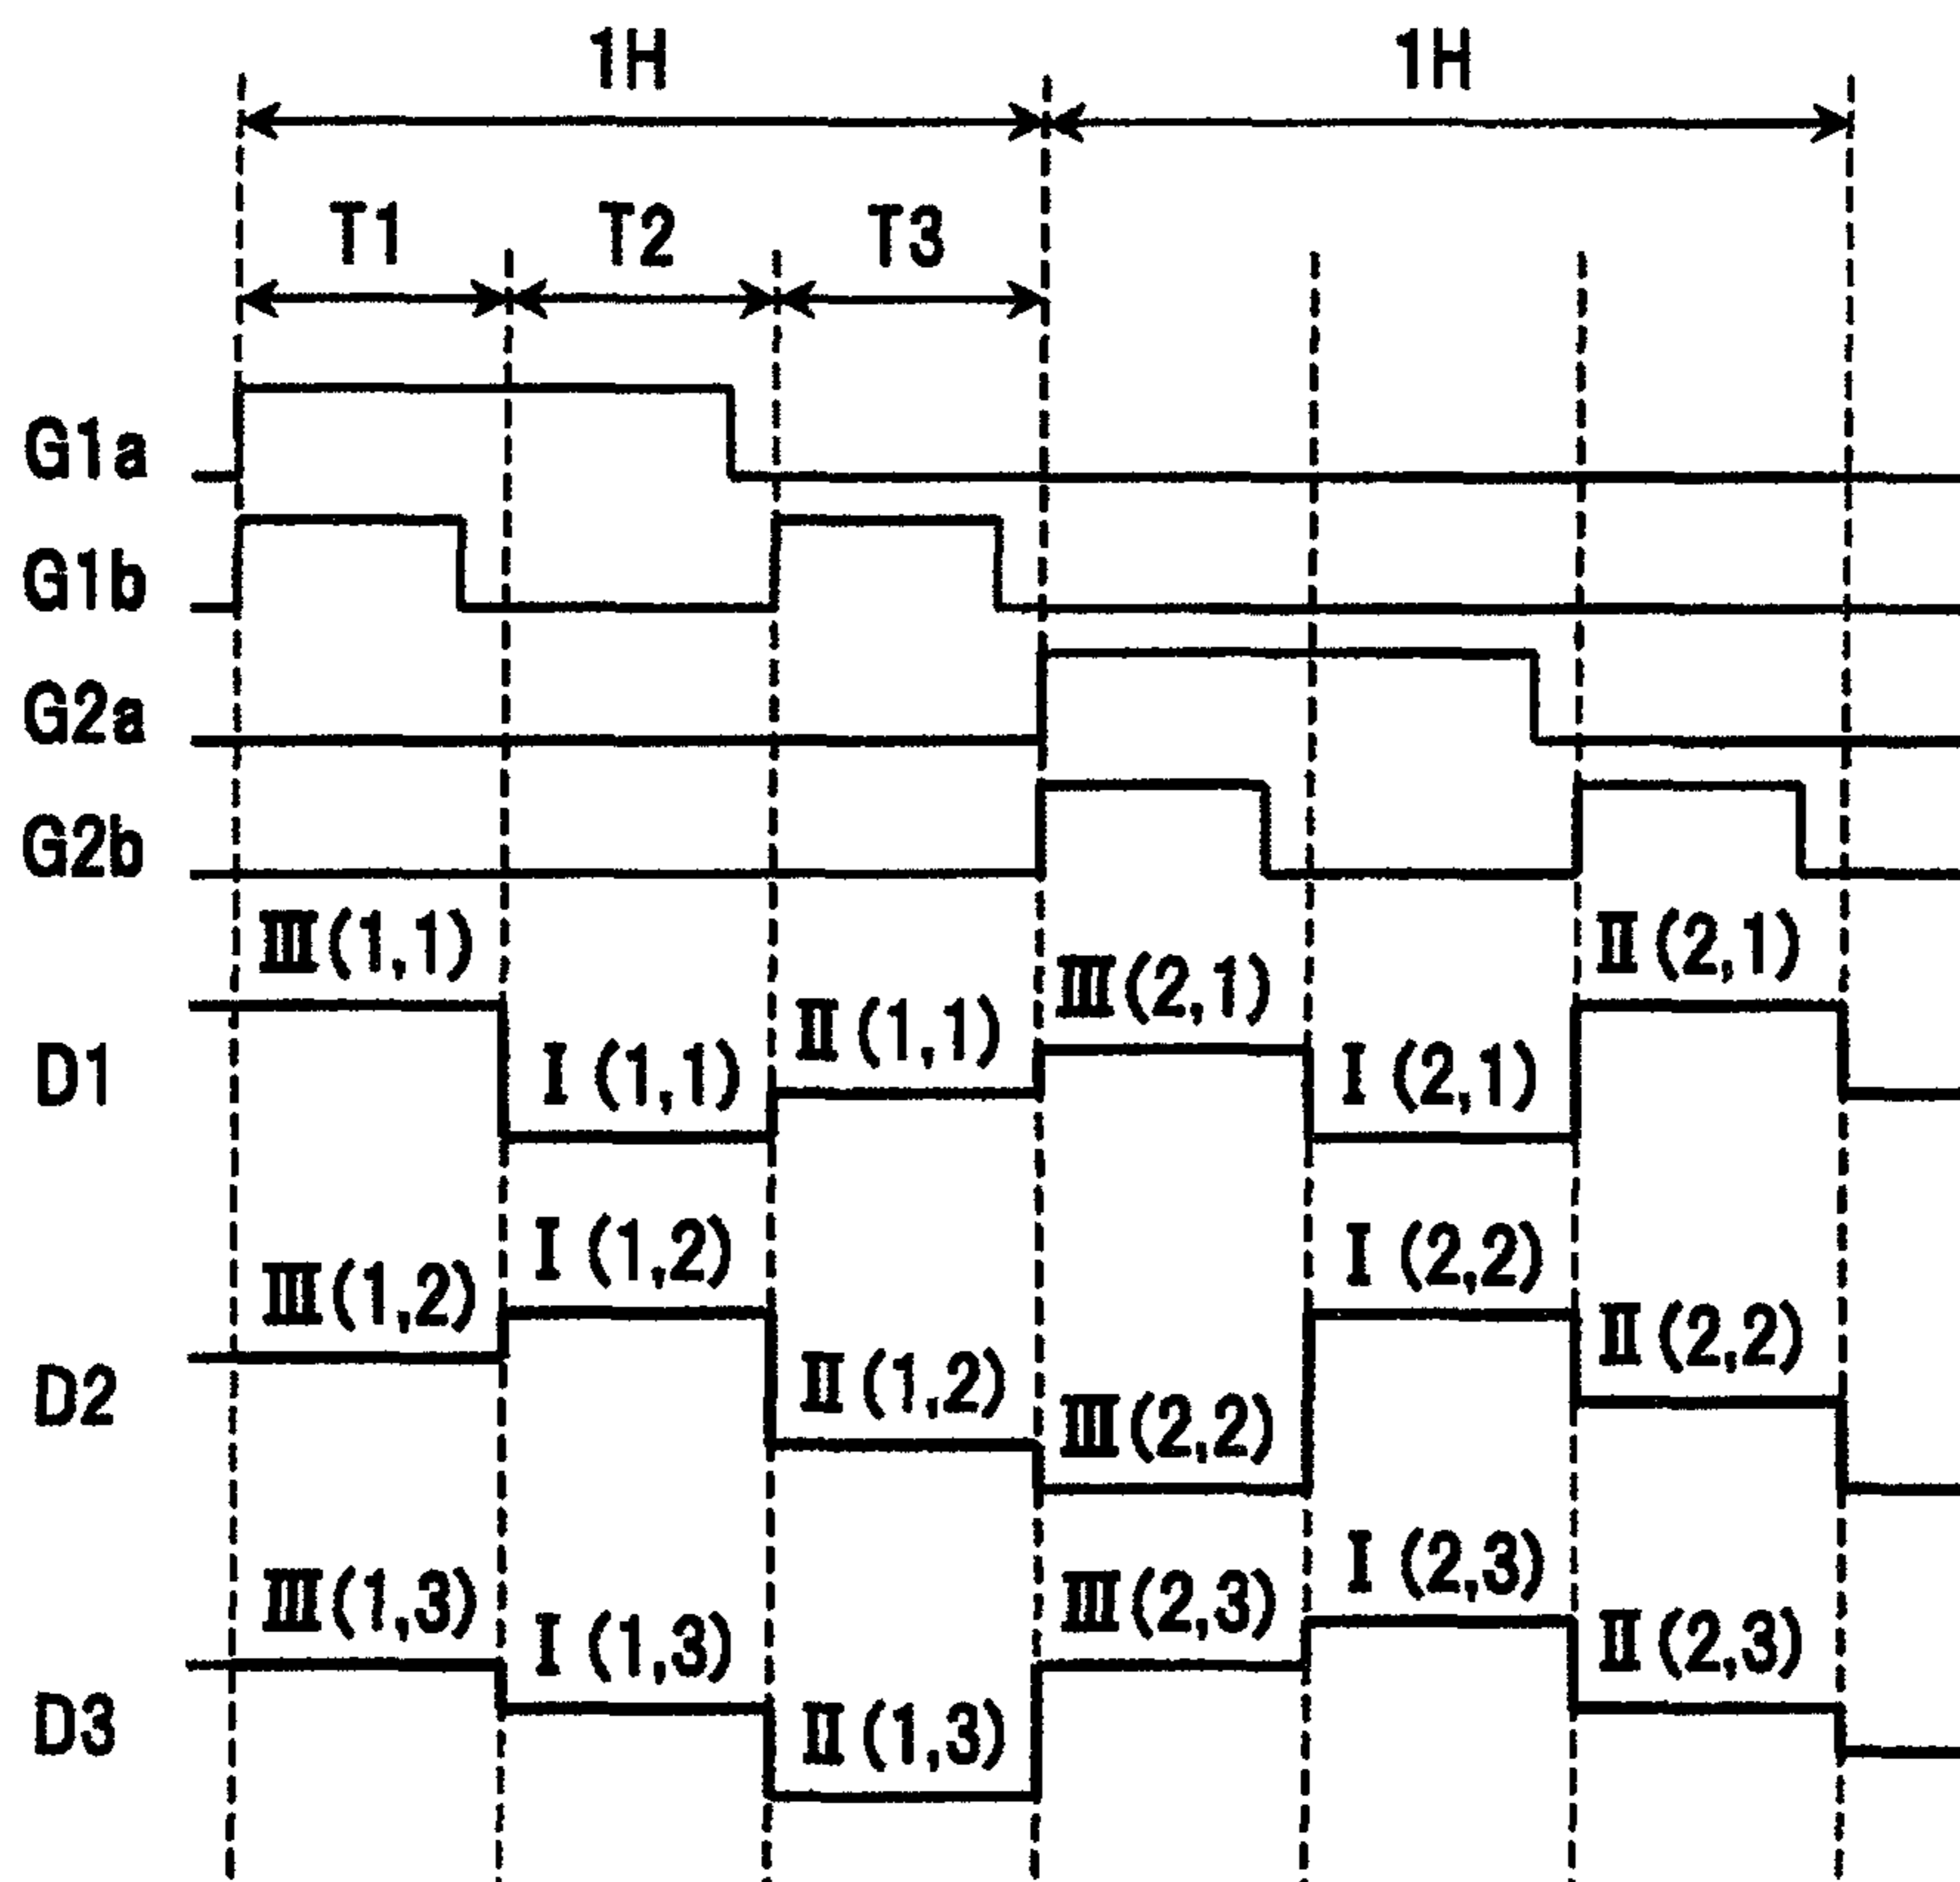 1H 1H
T1 T2 T3
G1a
G1b
G2a
G2b
III(1,1) II(2,1)
III(2,1)
II(1,1)
D1 I(1,1) I(2,1)
I(1,2) I(2,2)
III(1,2) II(2,2)
D2 II(1,2) III(2,2)
I(2,3)
III(1,3) III(2,3)
I(1,3) II(2,3)
D3 II(1,3)